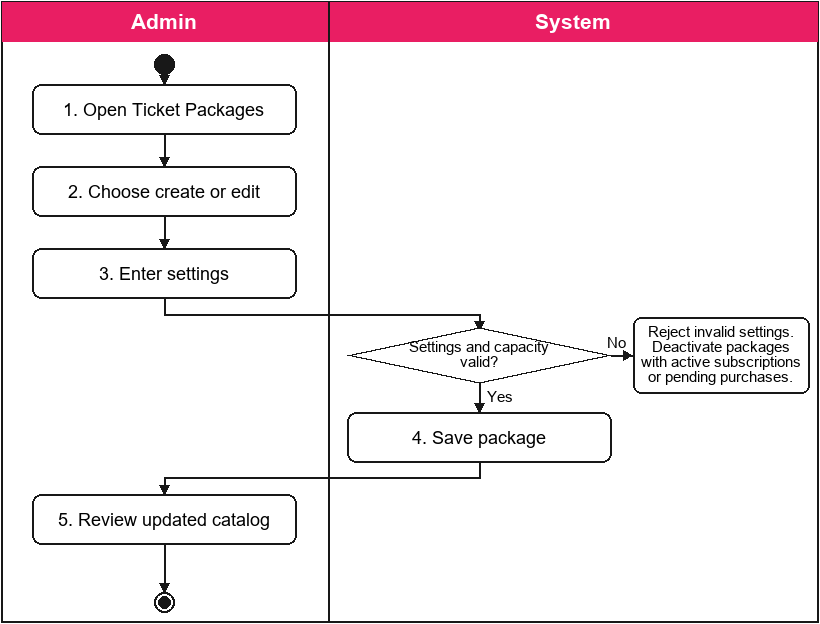 Admin
System
1. Open Ticket Packages
2. Choose create or edit
3. Enter settings
Settings and capacity
valid?
No
Reject invalid settings.
Deactivate packages
with active subscriptions
or pending purchases.
Yes
4. Save package
5. Review updated catalog